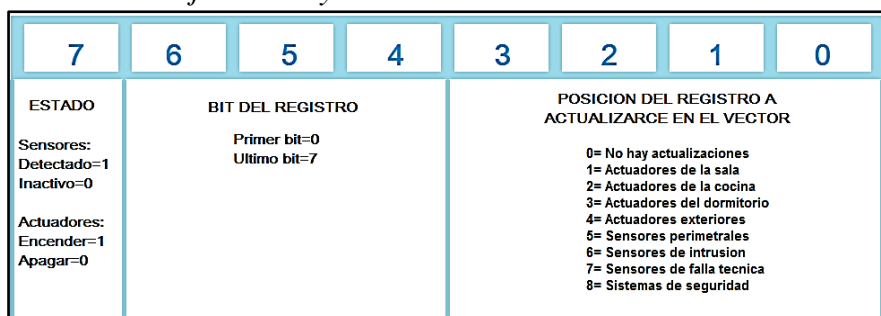 7 6 5 4 3 2 1 0
ESTADO
Sensores:
Detectado=1
Inactivo=0
Actuadores:
Encender=1
Apagar=0
BIT DEL REGISTRO
Primer bit=0
Ultimo bit=7
POSICION DEL REGISTRO A
ACTUALIZARCE EN EL VECTOR
0= No hay actualizaciones
1= Actuadores de la sala
2= Actuadores de la cocina
3= Actuadores del dormitorio
4= Actuadores exteriores
5= Sensores perimetrales
6= Sensores de intrusion
7= Sensores de falla tecnica
8= Sistemas de seguridad